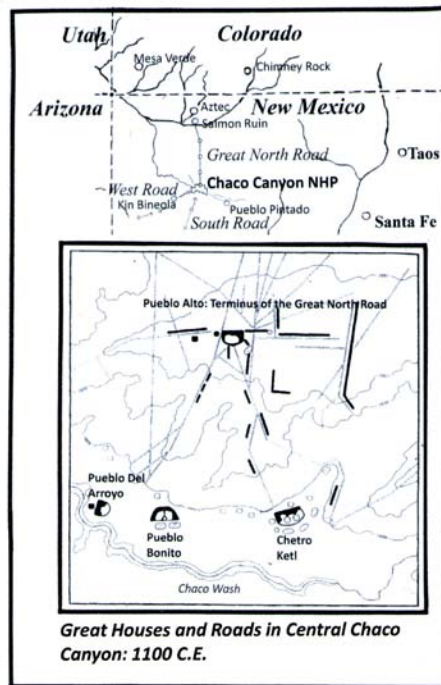 Utah
Colorado
Mesa Verde
Chimney Rock
Arizona
New Mexico
Aztec
Salmon Ruin
Great North Road
Taos
Chaco Canyon NHP
West Road
Kin Bineola
Pueblo Pintado
South Road
Santa Fe
Pueblo Alto: Terminus of the Great North Road
Pueblo Del
Arroyo
Pueblo
Bonito
Chetro
Ketl
Chaco Wash
Great Houses and Roads in Central Chaco
Canyon: 1100 C.E.